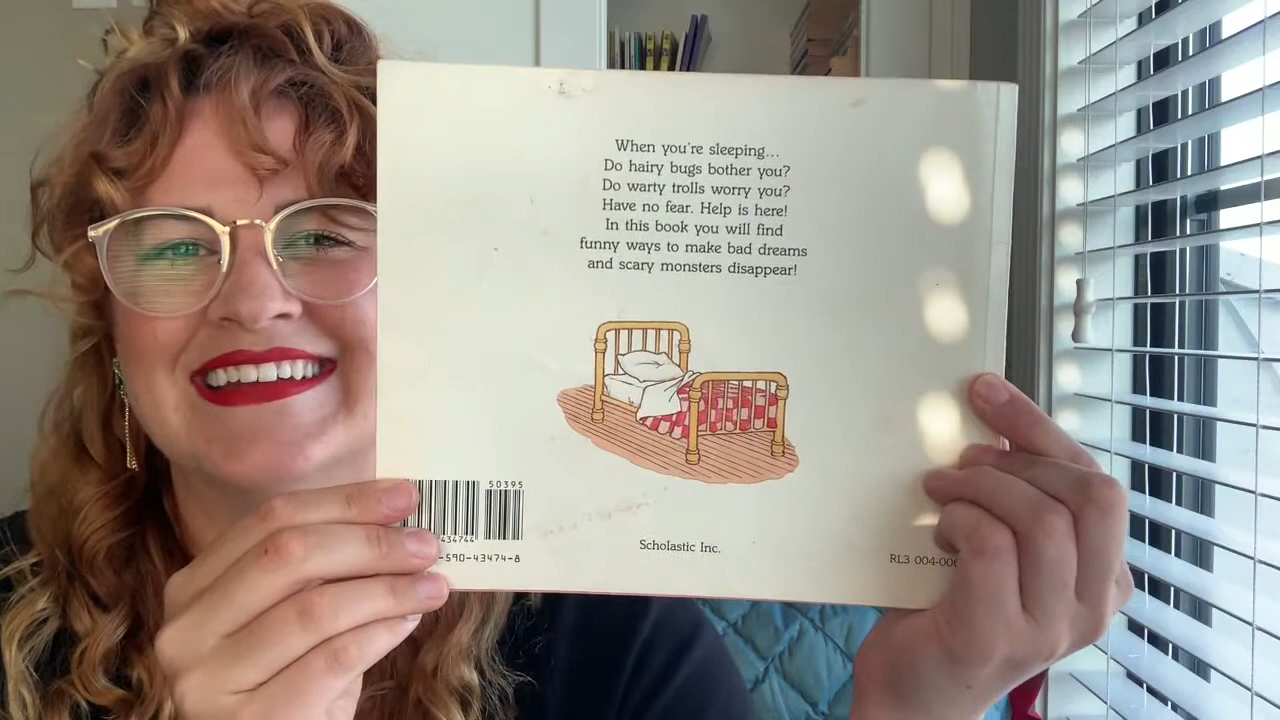 When you're sleeping...
Do hairy bugs bother you?
Do warty trolls worry you?
Have no fear. Help is here!
In this book you will find
funny ways to make bad dreams
and scary monsters disappear!
50395
434744
-590-43474-8
Scholastic Inc.
RL3 004-006